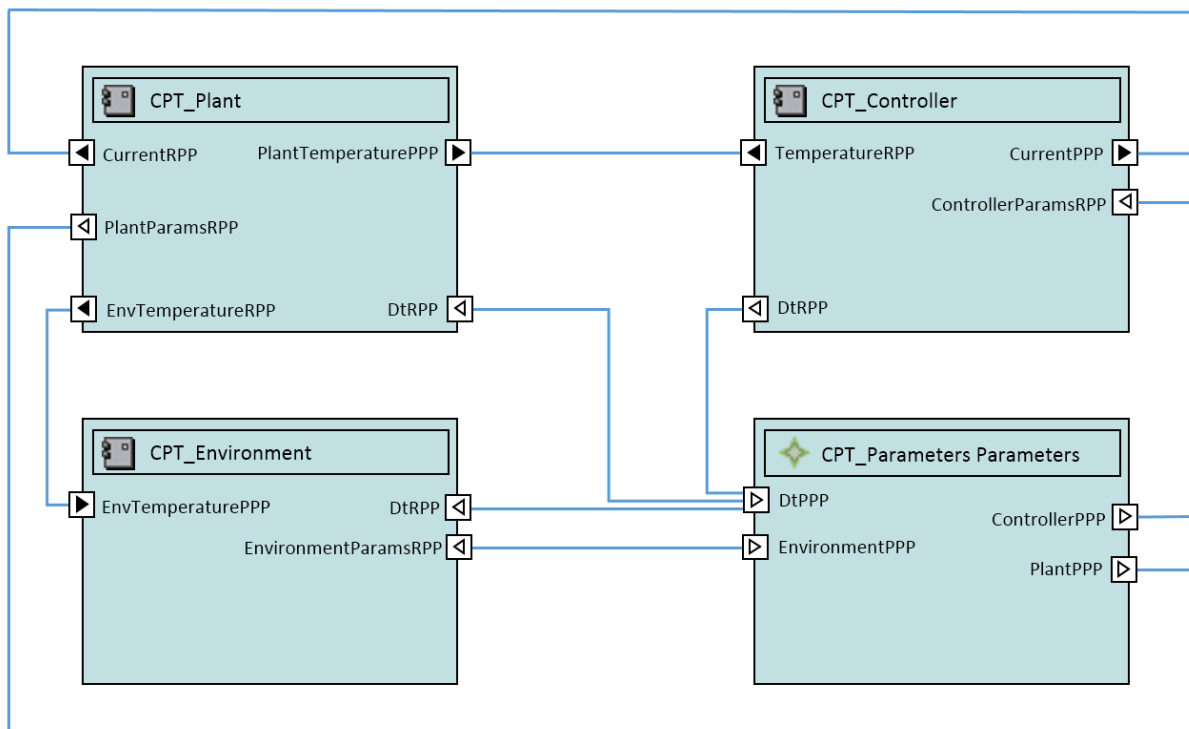 CPT_Plant
CurrentRPP
PlantTemperaturePPP
PlantParamsRPP
EnvTemperatureRPP
DtRPP
CPT_Controller
TemperatureRPP
CurrentPPP
ControllerParamsRPP
DtRPP
CPT_Environment
EnvTemperaturePPP
DtRPP
EnvironmentParamsRPP
CPT_Parameters Parameters
DtPPP
ControllerPPP
EnvironmentPPP
PlantPPP